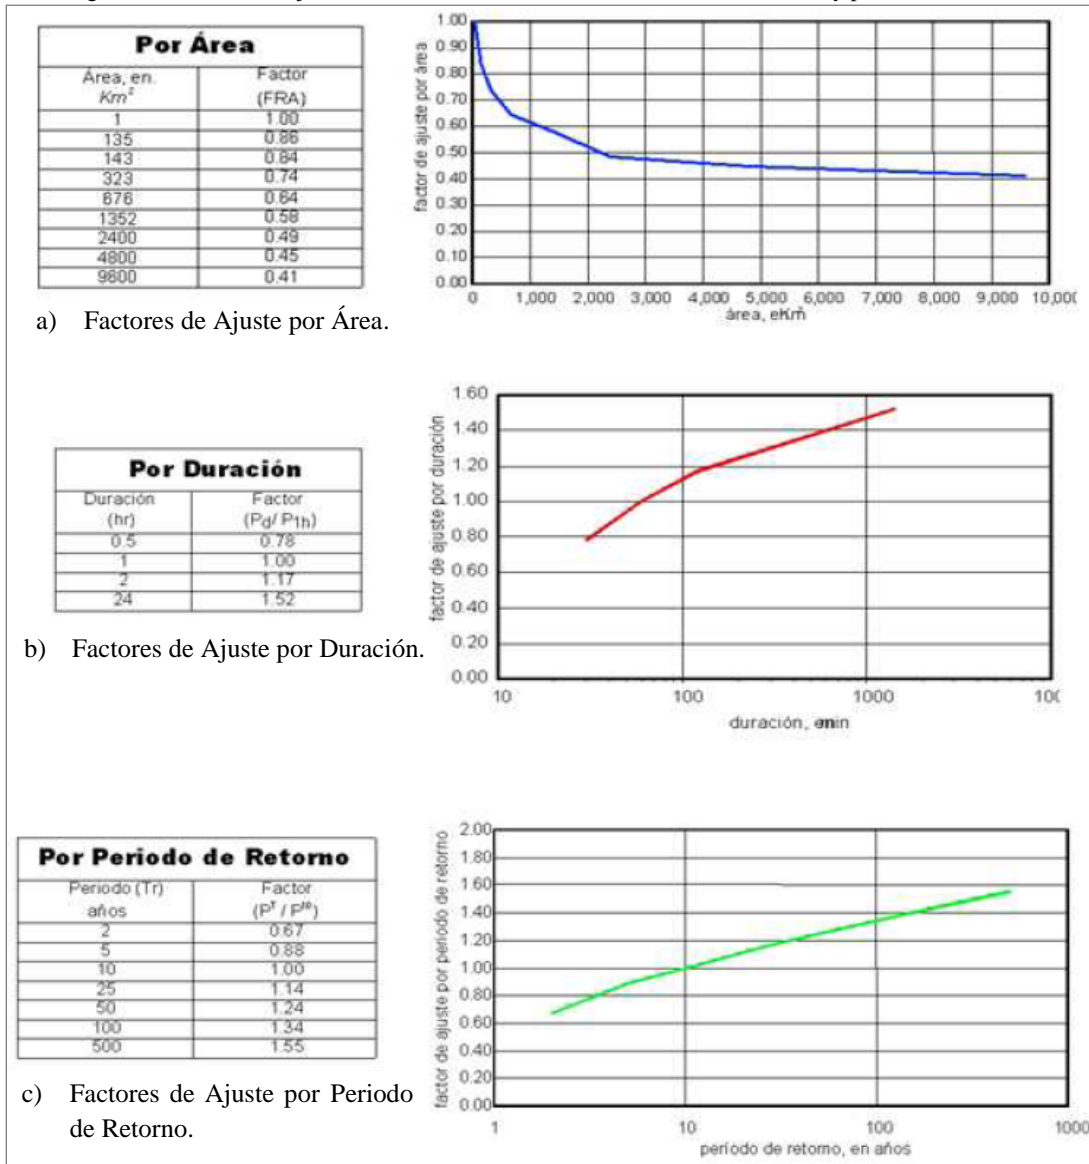 Por Área
Área, en. Factor
Km² (FRA)
1 1.00
135 0.86
143 0.84
323 0.74
676 0.64
1352 0.58
2400 0.49
4800 0.45
9600 0.41
a) Factores de Ajuste por Área.
factor de ajuste por área
1.00
0.90
0.80
0.70
0.60
0.50
0.40
0.30
0.20
0.10
0.00
0 1,000 2,000 3,000 4,000 5,000 6,000 7,000 8,000 9,000 10,000
área, eKm²
Por Duración
Duración Factor
(hr) (Pd/ P1h)
0.5 0.78
1 1.00
2 1.17
24 1.52
b) Factores de Ajuste por Duración.
factor de ajuste por duración
1.60
1.40
1.20
1.00
0.80
0.60
0.40
0.20
0.00
10 100 1000
duración, enmin
Por Periodo de Retorno
Periodo (Tr) Factor
años
2 0.67
5 0.88
10 1.00
25 1.14
50 1.24
100 1.34
500 1.55
c) Factores de Ajuste por Periodo
de Retorno.
factor de ajuste por periodo de retorno
2.00
1.80
1.60
1.40
1.20
1.00
0.80
0.60
0.40
0.20
0.00
1 10 100 1000
período de retorno, en años